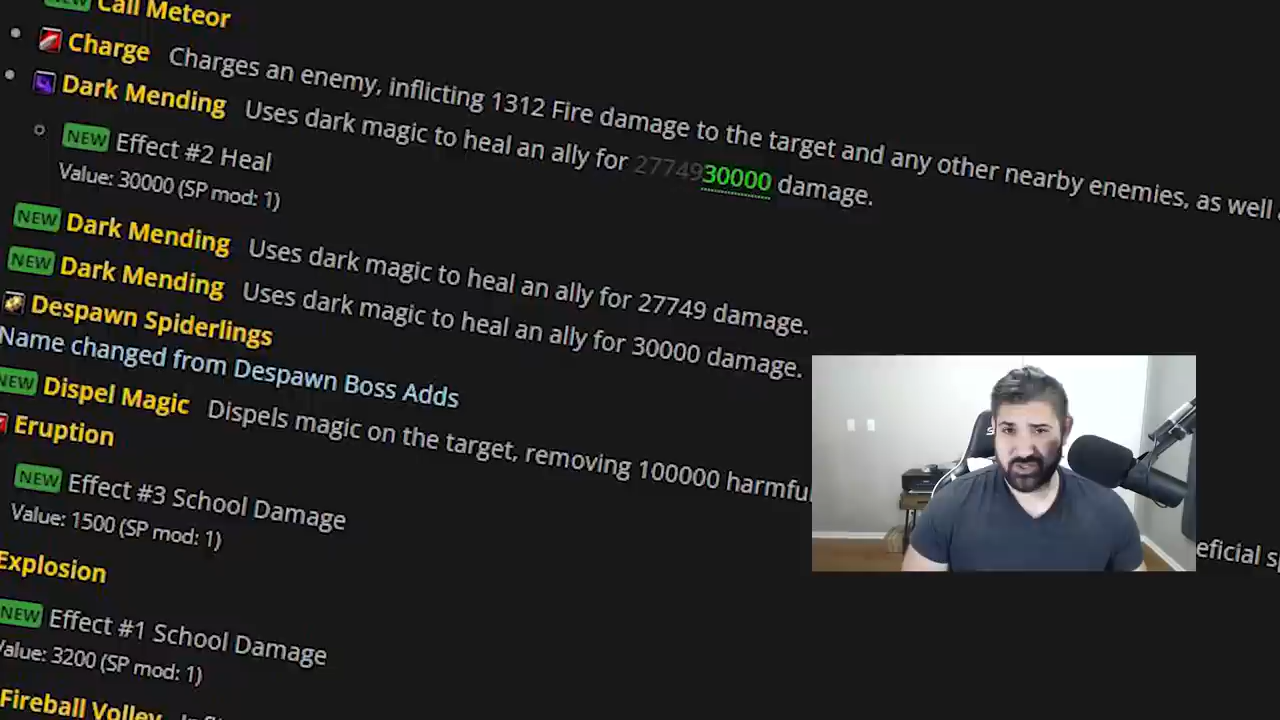 NEW Call Meteor
Charge Charges an enemy, inflicting 1312 Fire damage to the target and any other nearby enemies, as well
Dark Mending Uses dark magic to heal an ally for 2774930000 damage.
NEW Effect #2 Heal
Value: 30000 (SP mod: 1)
NEW Dark Mending Uses dark magic to heal an ally for 27749 damage.
NEW Dark Mending Uses dark magic to heal an ally for 30000 damage.
Despawn Spiderlings
Name changed from Despawn Boss Adds
NEW Dispel Magic Dispels magic on the target, removing 100000 harmfu
eficial s
Eruption
NEW Effect #3 School Damage
Value: 1500 (SP mod: 1)
Explosion
NEW Effect #1 School Damage
Value: 3200 (SP mod: 1)
Fireball Volley